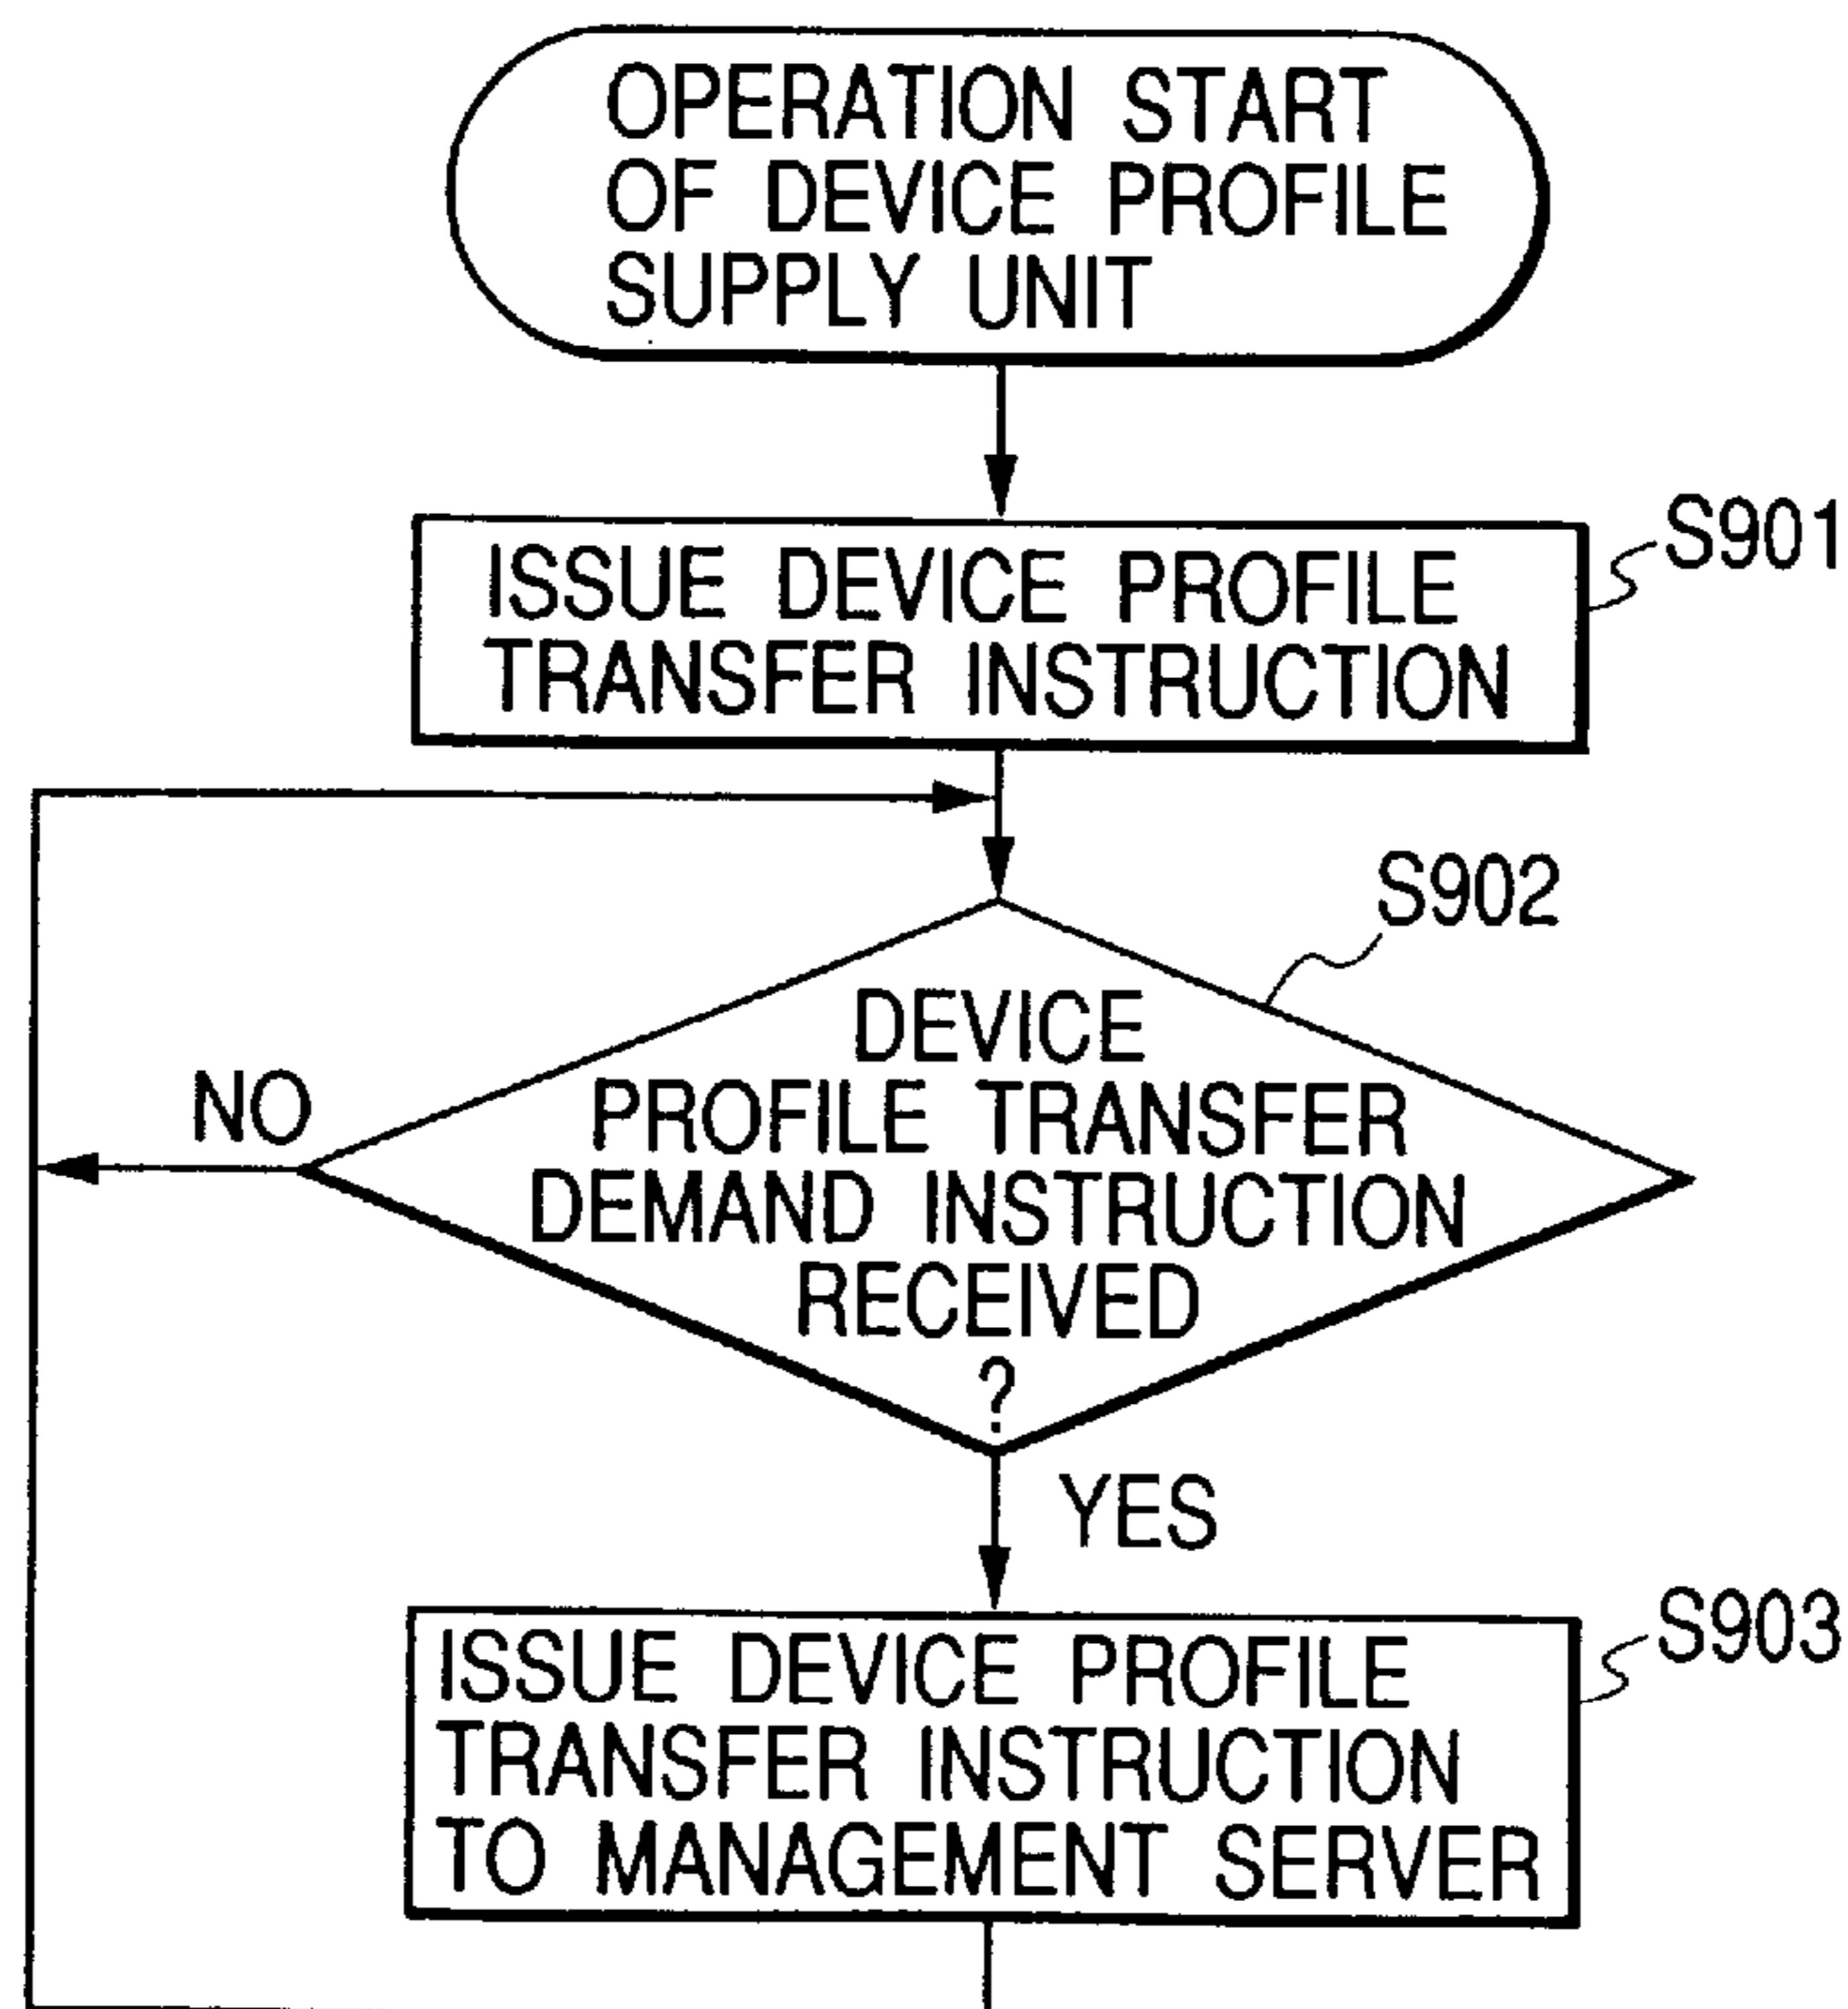 OPERATION START
OF DEVICE PROFILE
SUPPLY UNIT
ISSUE DEVICE PROFILE
TRANSFER INSTRUCTION
S901
S902
DEVICE
PROFILE TRANSFER
DEMAND INSTRUCTION
RECEIVED
?
NO
YES
ISSUE DEVICE PROFILE
TRANSFER INSTRUCTION
TO MANAGEMENT SERVER
S903